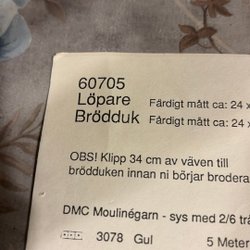 60705
Löpare Färdigt mått ca: 24 x
Brödduk Färdigt mått ca: 24 x
OBS! Klipp 34 cm av väven till
brödduken innan ni börjar brodera
DMC Moulinégarn - sys med 2/6 trå
3078 Gul 5 Meter